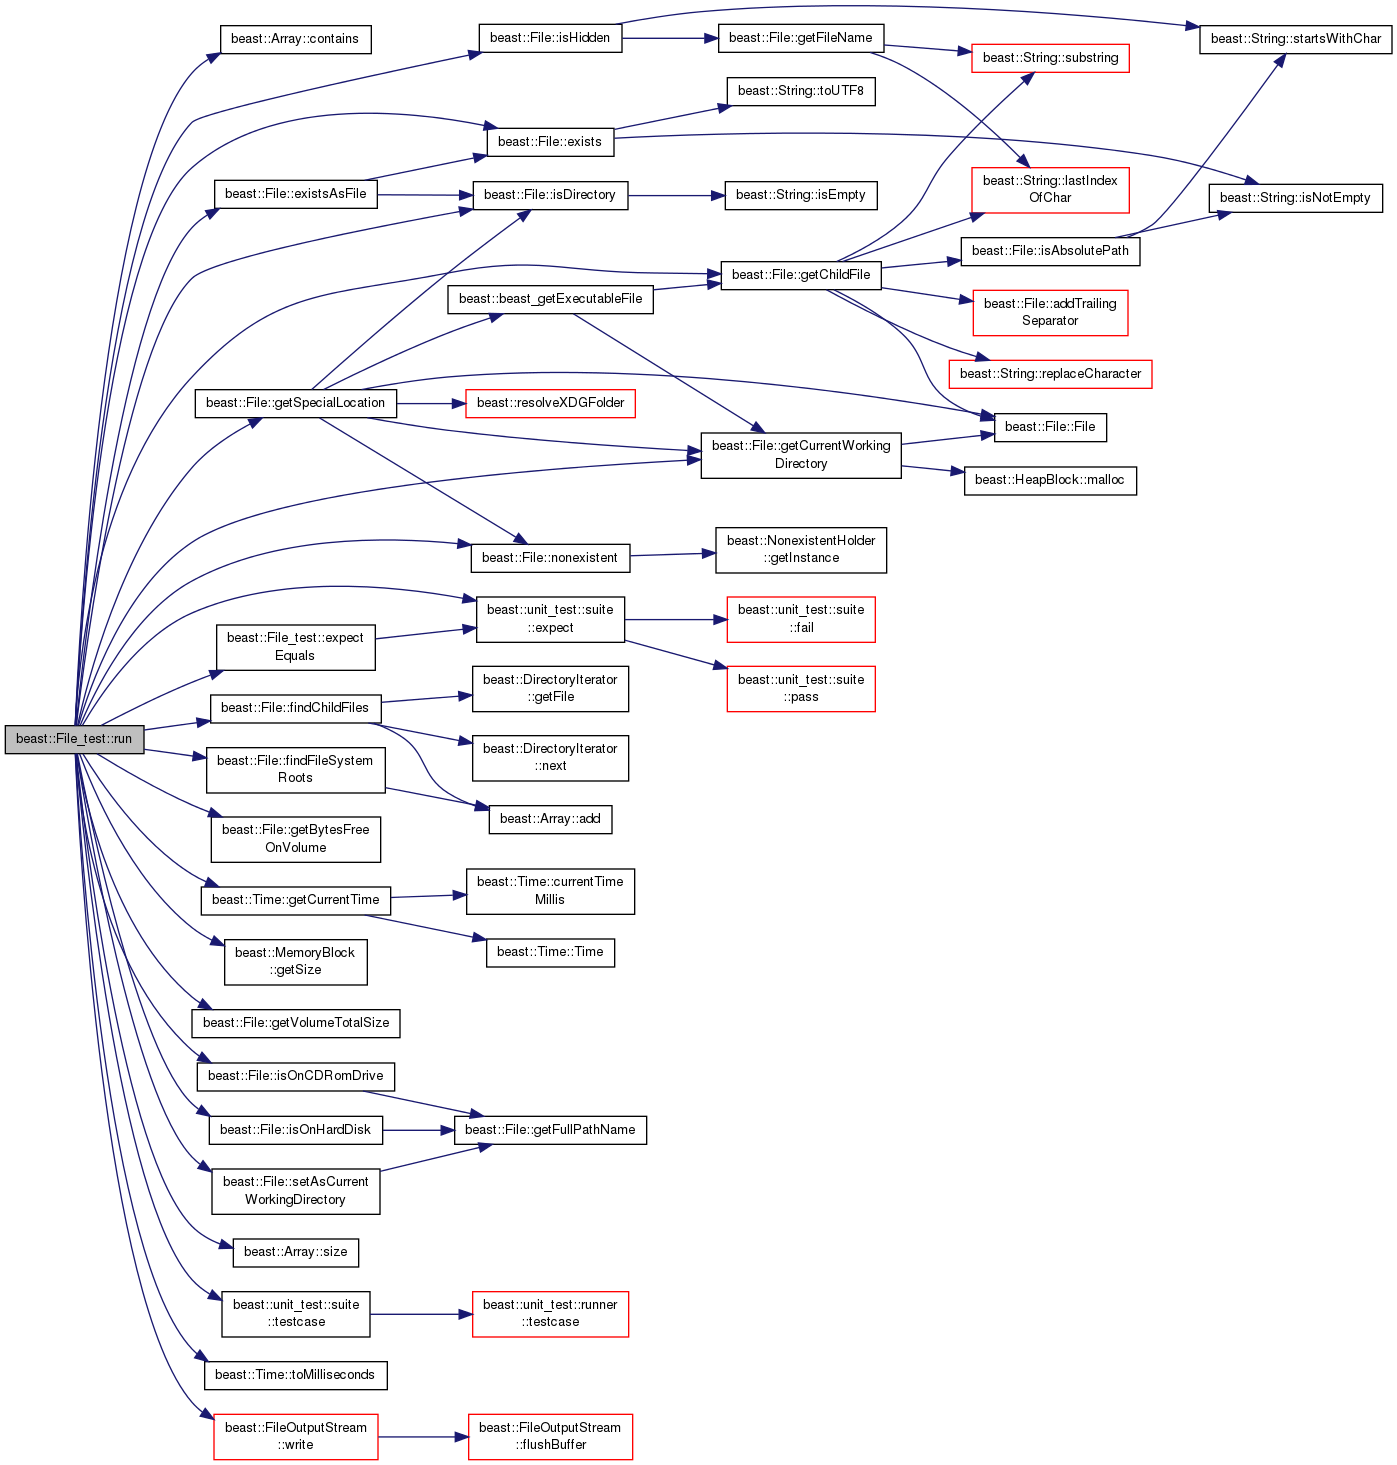 beast::File_test::run
beast::Array::contains
beast::File::isHidden
beast::File::getFileName
beast::String::startsWithChar
beast::String::substring
beast::String::toUTF8
beast::File::exists
beast::File::existsAsFile
beast::File::isDirectory
beast::String::isEmpty
beast::String::lastIndex
OfChar
beast::String::isNotEmpty
beast::File::isAbsolutePath
beast::File::getChildFile
beast::beast_getExecutableFile
beast::File::addTrailing
Separator
beast::String::replaceCharacter
beast::File::getSpecialLocation
beast::resolveXDGFolder
beast::File::File
beast::File::getCurrentWorking
Directory
beast::HeapBlock::malloc
beast::File::nonexistent
beast::NonexistentHolder
::getInstance
beast::unit_test::suite
::expect
beast::unit_test::suite
::fail
beast::File_test::expect
Equals
beast::unit_test::suite
::pass
beast::File::findChildFiles
beast::DirectoryIterator
::getFile
beast::DirectoryIterator
::next
beast::File::findFileSystem
Roots
beast::Array::add
beast::File::getBytesFree
OnVolume
beast::Time::getCurrentTime
beast::Time::currentTime
Millis
beast::Time::Time
beast::MemoryBlock
::getSize
beast::File::getVolumeTotalSize
beast::File::isOnCDRomDrive
beast::File::isOnHardDisk
beast::File::getFullPathName
beast::File::setAsCurrent
WorkingDirectory
beast::Array::size
beast::unit_test::suite
::testcase
beast::unit_test::runner
::testcase
beast::Time::toMilliseconds
beast::FileOutputStream
::write
beast::FileOutputStream
::flushBuffer